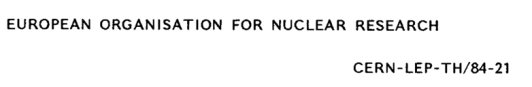 EUROPEAN ORGANISATION FOR NUCLEAR RESEARCH
CERN-LEP-TH/84-21